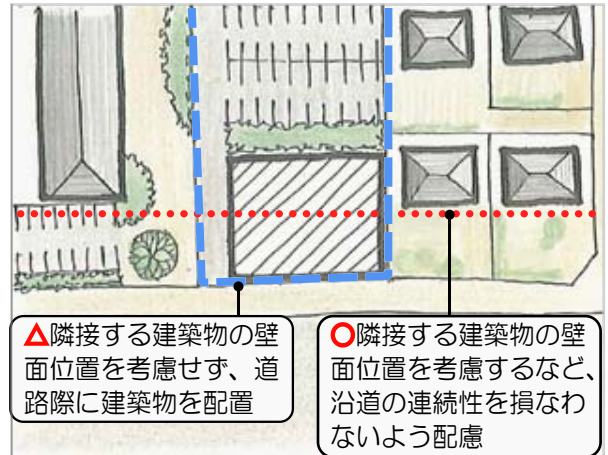 △隣接する建築物の壁
面位置を考慮せず、道
路際に建築物を配置
○隣接する建築物の壁
面位置を考慮するなど、
沿道の連続性を損なわ
ないよう配慮